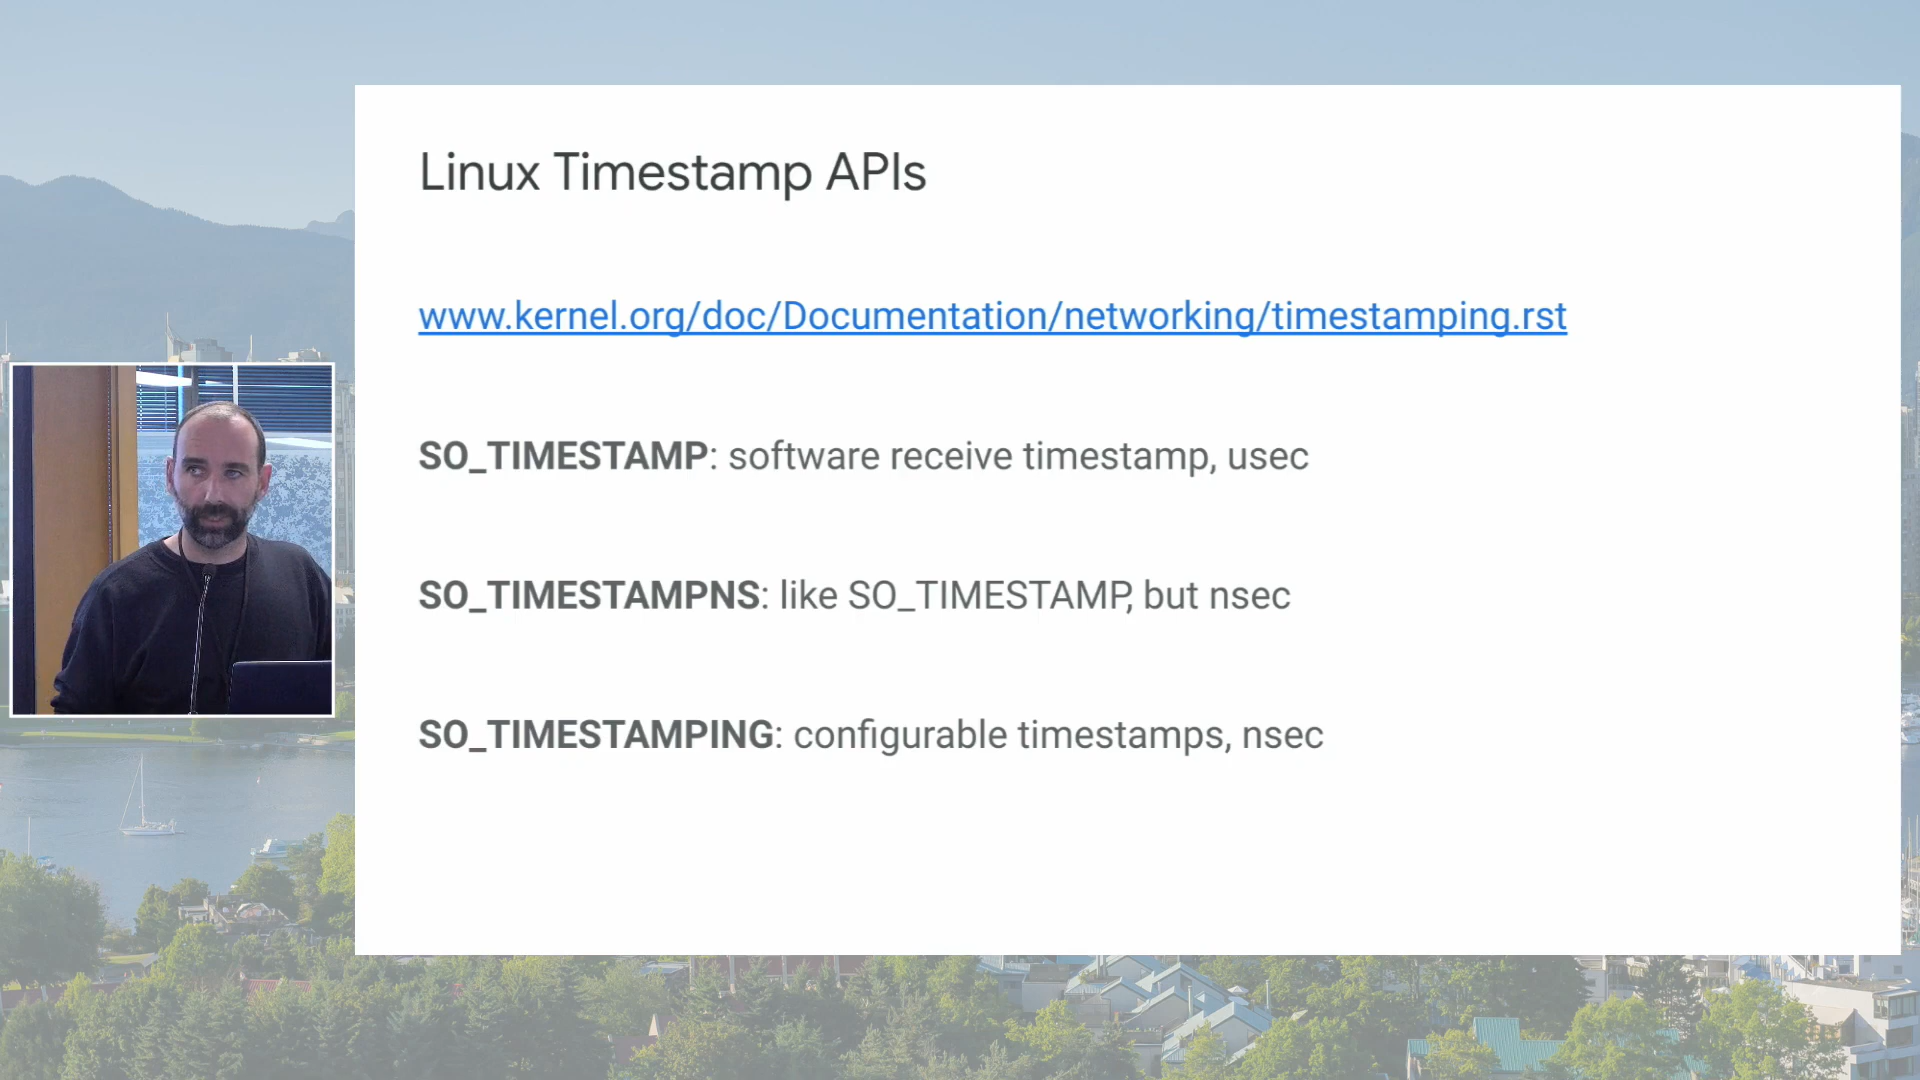 Linux Timestamp APIs
www.kernel.org/doc/Documentation/networking/timestamping.rst
SO_TIMESTAMP: software receive timestamp, usec
SO_TIMESTAMPNS: like SO_TIMESTAMP, but nsec
SO_TIMESTAMPING: configurable timestamps, nsec